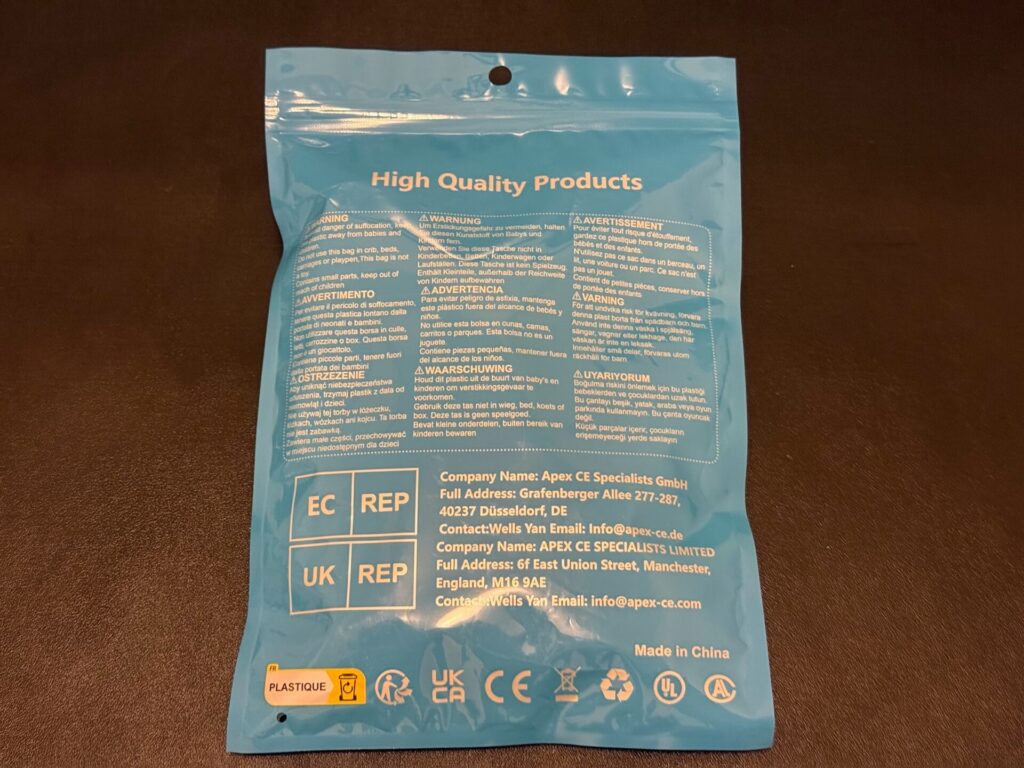 High Quality Products
danger of suffocation,
plastic away from babies and
Do not use this bag in crib, beds,
carriages or playpen,This bag is not
Contains small parts, keep out of
reach of children
⚠AVVERTIMENTO
Per evitare il pericolo di soffocamento,
tenere questa plastica lontano dalla
portata di neonati e bambini.
Non utilizzare questa borsa in culle,
letti, carrozzine o box. Questa borsa
non è un giocattolo.
Contiene piccole parti, tenere fuori
dalla portata dei bambini
⚠OSTRZEZENIE
Aby uniknąć niebezpieczeństwa
uduszenia, trzymaj plastik z dala od
niemowląt i dzieci.
Nie używaj tej torby w łóżeczku,
łóżkach, wózkach ani kojcu. Ta torba
nie jest zabawką.
Zawiera małe części, przechowywać
w miejscu niedostępnym dla dzieci
⚠WARNUNG
Um Erstickungsgefahr zu vermeiden, halten
Sie diesen Kunststoff von Babys und
Kindern fern.
Verwenden Sie diese Tasche nicht in
Kinderbetten, Betten, Kinderwagen oder
Laufställen. Diese Tasche ist kein Spielzeug.
Enthält Kleinteile, außerhalb der Reichweite
von Kindern aufbewahren
⚠ADVERTENCIA
Para evitar peligro de asfixia, mantenga
este plástico fuera del alcance de bebés y
niños.
No utilice esta bolsa en cunas, camas,
carritos o parques. Esta bolsa no es un
juguete.
Contiene piezas pequeñas, mantener fuera
del alcance de los niños.
⚠WAARSCHUWING
Houd dit plastic uit de buurt van baby's en
kinderen om verstikkingsgevaar te
voorkomen.
Gebruik deze tas niet in wieg, bed, koets of
box. Deze tas is geen speelgoed.
Bevat kleine onderdelen, buiten bereik van
kinderen bewaren
⚠AVERTISSEMENT
Pour éviter tout risque d'étouffement,
gardez ce plastique hors de portée des
bébés et des enfants.
N'utilisez pas ce sac dans un berceau, un
lit, une voiture ou un parc. Ce sac n'est
pas un jouet.
Contient de petites pièces, conserver hors
de portée des enfants
⚠VARNING
För att undvika risk för kvävning, förvara
denna plast borta från spädbarn och barn.
Använd inte denna väska i spjälsäng,
sängar, vagnar eller lekhage, den här
väskan är inte en leksak.
Innehåller små delar, förvaras utom
räckhåll för barn.
⚠UYARIYORUM
Boğulma riskini önlemek için bu plastiği
bebeklerden ve çocuklardan uzak tutun.
Bu çantayı beşik, yatak, araba veya oyun
parkında kullanmayın. Bu çanta oyuncak
değil.
Küçük parçalar içerir, çocukların
erişemeyeceği yerde saklayın
EC REP
Company Name: Apex CE Specialists GmbH
Full Address: Grafenberger Allee 277-287,
40237 Düsseldorf, DE
Contact:Wells Yan Email: Info@apex-ce.de
UK REP
Company Name: APEX CE SPECIALISTS LIMITED
Full Address: 6f East Union Street, Manchester,
England, M16 9AE
Contact:Wells Yan Email: info@apex-ce.com
Made in China
FR
PLASTIQUE
UK
CA
CE
UL